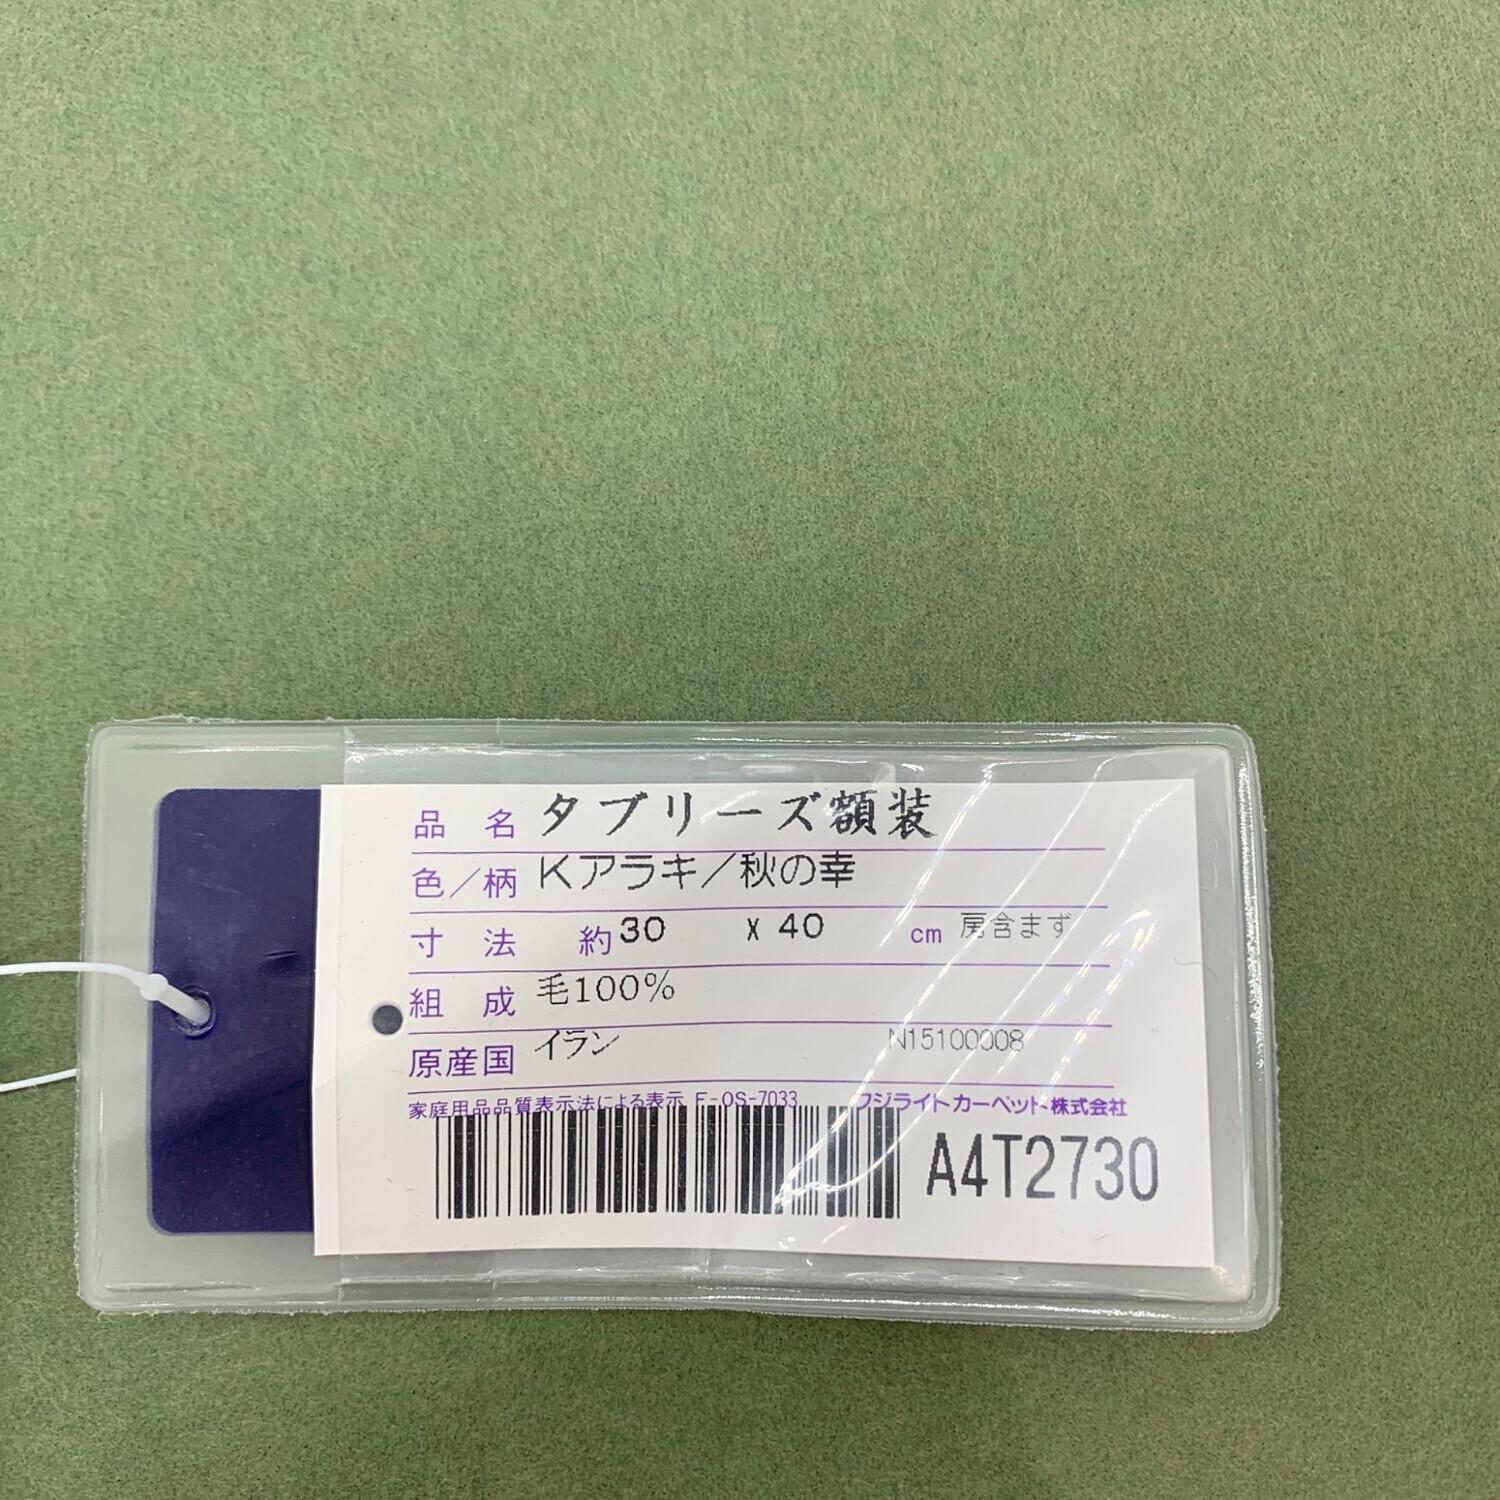 品名 タブリーズ額装
色／柄 Kアラキ／秋の幸
寸法 約30 x 40 cm 房含まず
組成 毛100%
原産国 イラン N15100008
家庭用品品質表示法による表示 F-OS-7033 フジライトカーペット株式会社
A4T2730